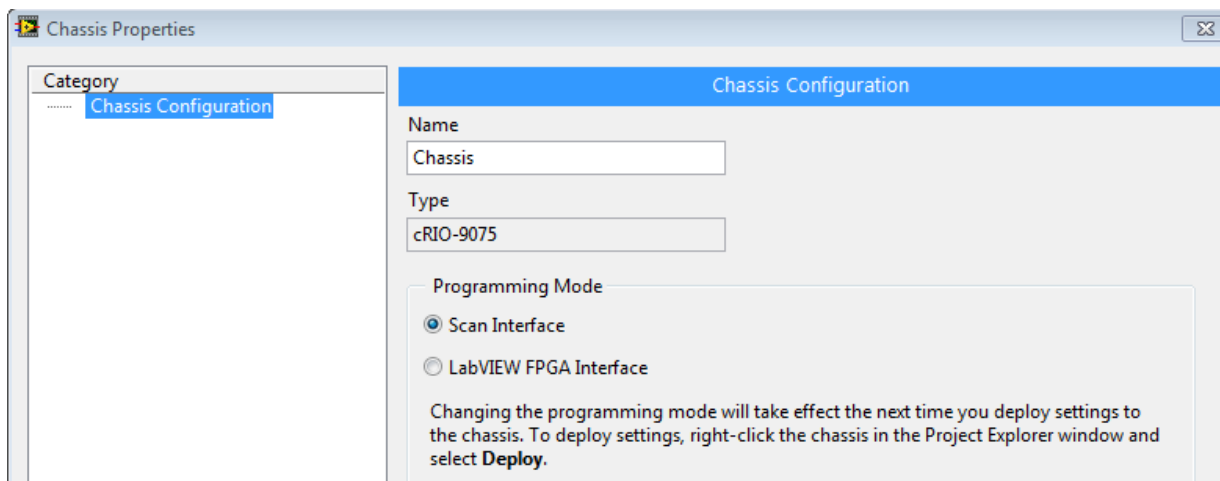 Chassis Properties
Category
Chassis Configuration
Chassis Configuration
Name
Chassis
Type
cRIO-9075
Programming Mode
Scan Interface
LabVIEW FPGA Interface
Changing the programming mode will take effect the next time you deploy settings to
the chassis. To deploy settings, right-click the chassis in the Project Explorer window and
select Deploy.